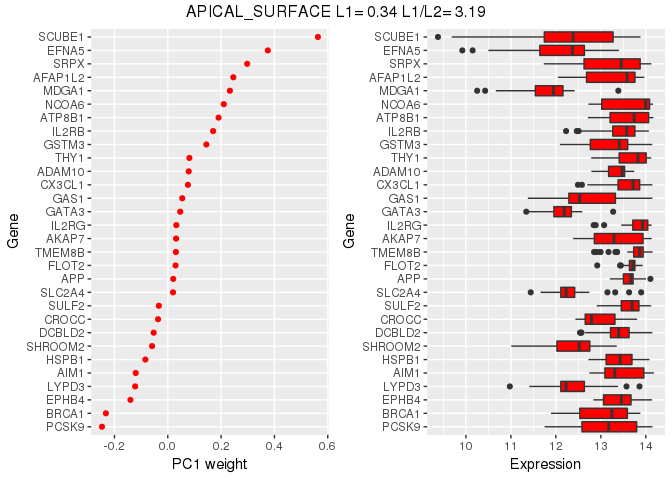 APICAL_SURFACE L1= 0.34 L1/L2= 3.19
Gene
SCUBE1
EFNA5
SRPX
AFAP1L2
MDGA1
NCOA6
ATP8B1
IL2RB
GSTM3
THY1
ADAM10
CX3CL1
GAS1
GATA3
IL2RG
AKAP7
TMEM8B
FLOT2
APP
SLC2A4
SULF2
CROCC
DCBLD2
SHROOM2
HSPB1
AIM1
LYPD3
EPHB4
BRCA1
PCSK9
-0.2 0.0 0.2 0.4 0.6
PC1 weight
Gene
SCUBE1
EFNA5
SRPX
AFAP1L2
MDGA1
NCOA6
ATP8B1
IL2RB
GSTM3
THY1
ADAM10
CX3CL1
GAS1
GATA3
IL2RG
AKAP7
TMEM8B
FLOT2
APP
SLC2A4
SULF2
CROCC
DCBLD2
SHROOM2
HSPB1
AIM1
LYPD3
EPHB4
BRCA1
PCSK9
10 11 12 13 14
Expression